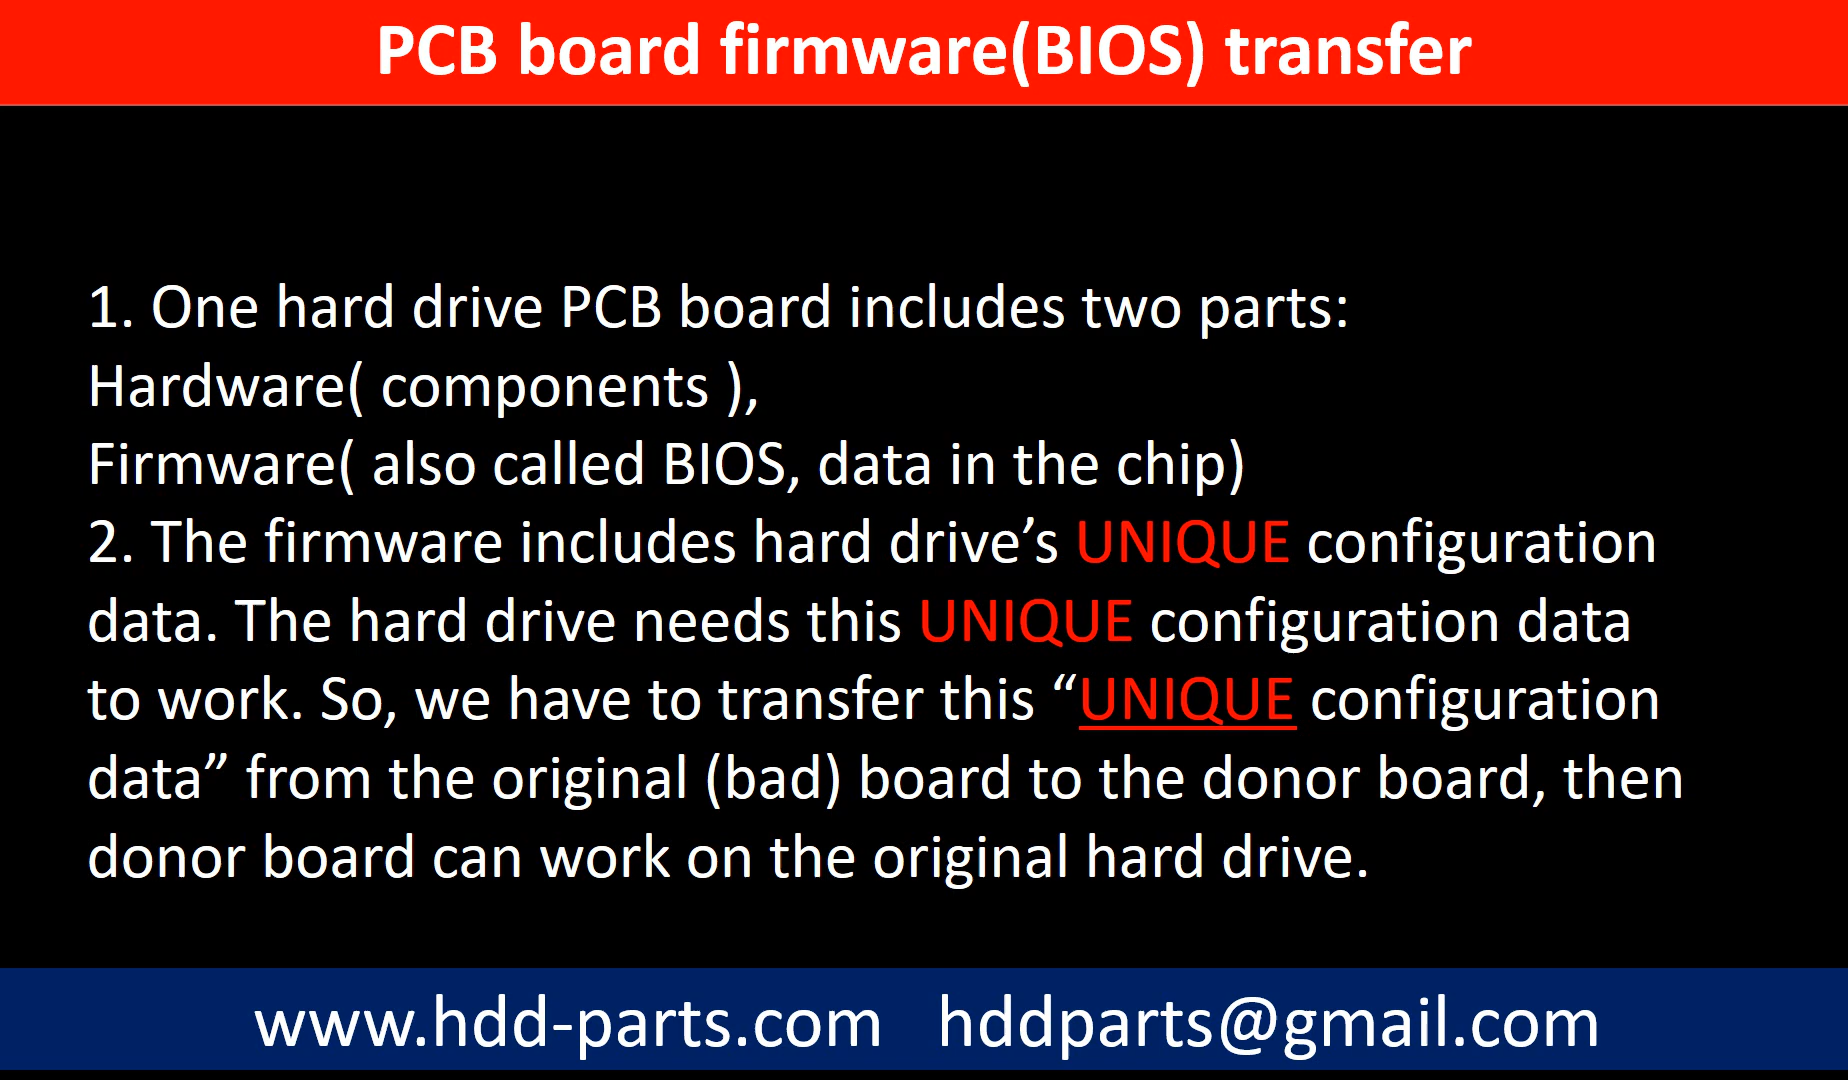 PCB board firmware(BIOS) transfer
1. One hard drive PCB board includes two parts:
Hardware( components ),
Firmware( also called BIOS, data in the chip)
2. The firmware includes hard drive’s UNIQUE configuration
data. The hard drive needs this UNIQUE configuration data
to work. So, we have to transfer this “UNIQUE configuration
data” from the original (bad) board to the donor board, then
donor board can work on the original hard drive.
www.hdd-parts.com hddparts@gmail.com